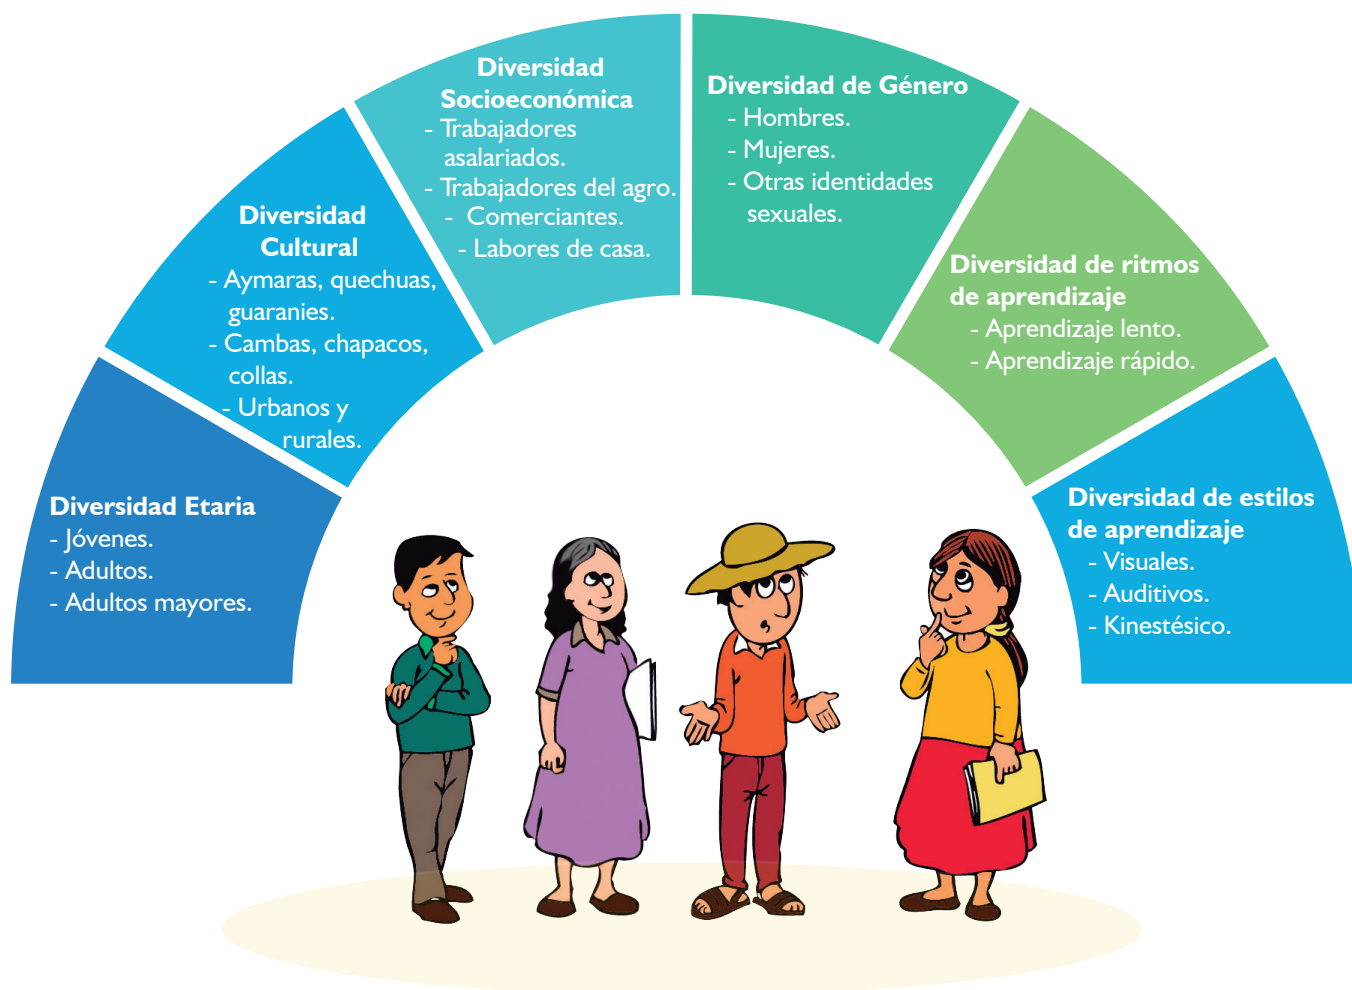 Diversidad Etaria
- Jóvenes.
- Adultos.
- Adultos mayores.
Diversidad
Cultural
- Aymaras, quechuas,
guaranies.
- Cambas, chapacos,
collas.
- Urbanos y
rurales.
Diversidad
Socioeconómica
- Trabajadores
asalariados.
- Trabajadores del agro.
- Comerciantes.
- Labores de casa.
Diversidad de Género
- Hombres.
- Mujeres.
- Otras identidades
sexuales.
Diversidad de ritmos
de aprendizaje
- Aprendizaje lento.
- Aprendizaje rápido.
Diversidad de estilos
de aprendizaje
- Visuales.
- Auditivos.
- Kinestésico.